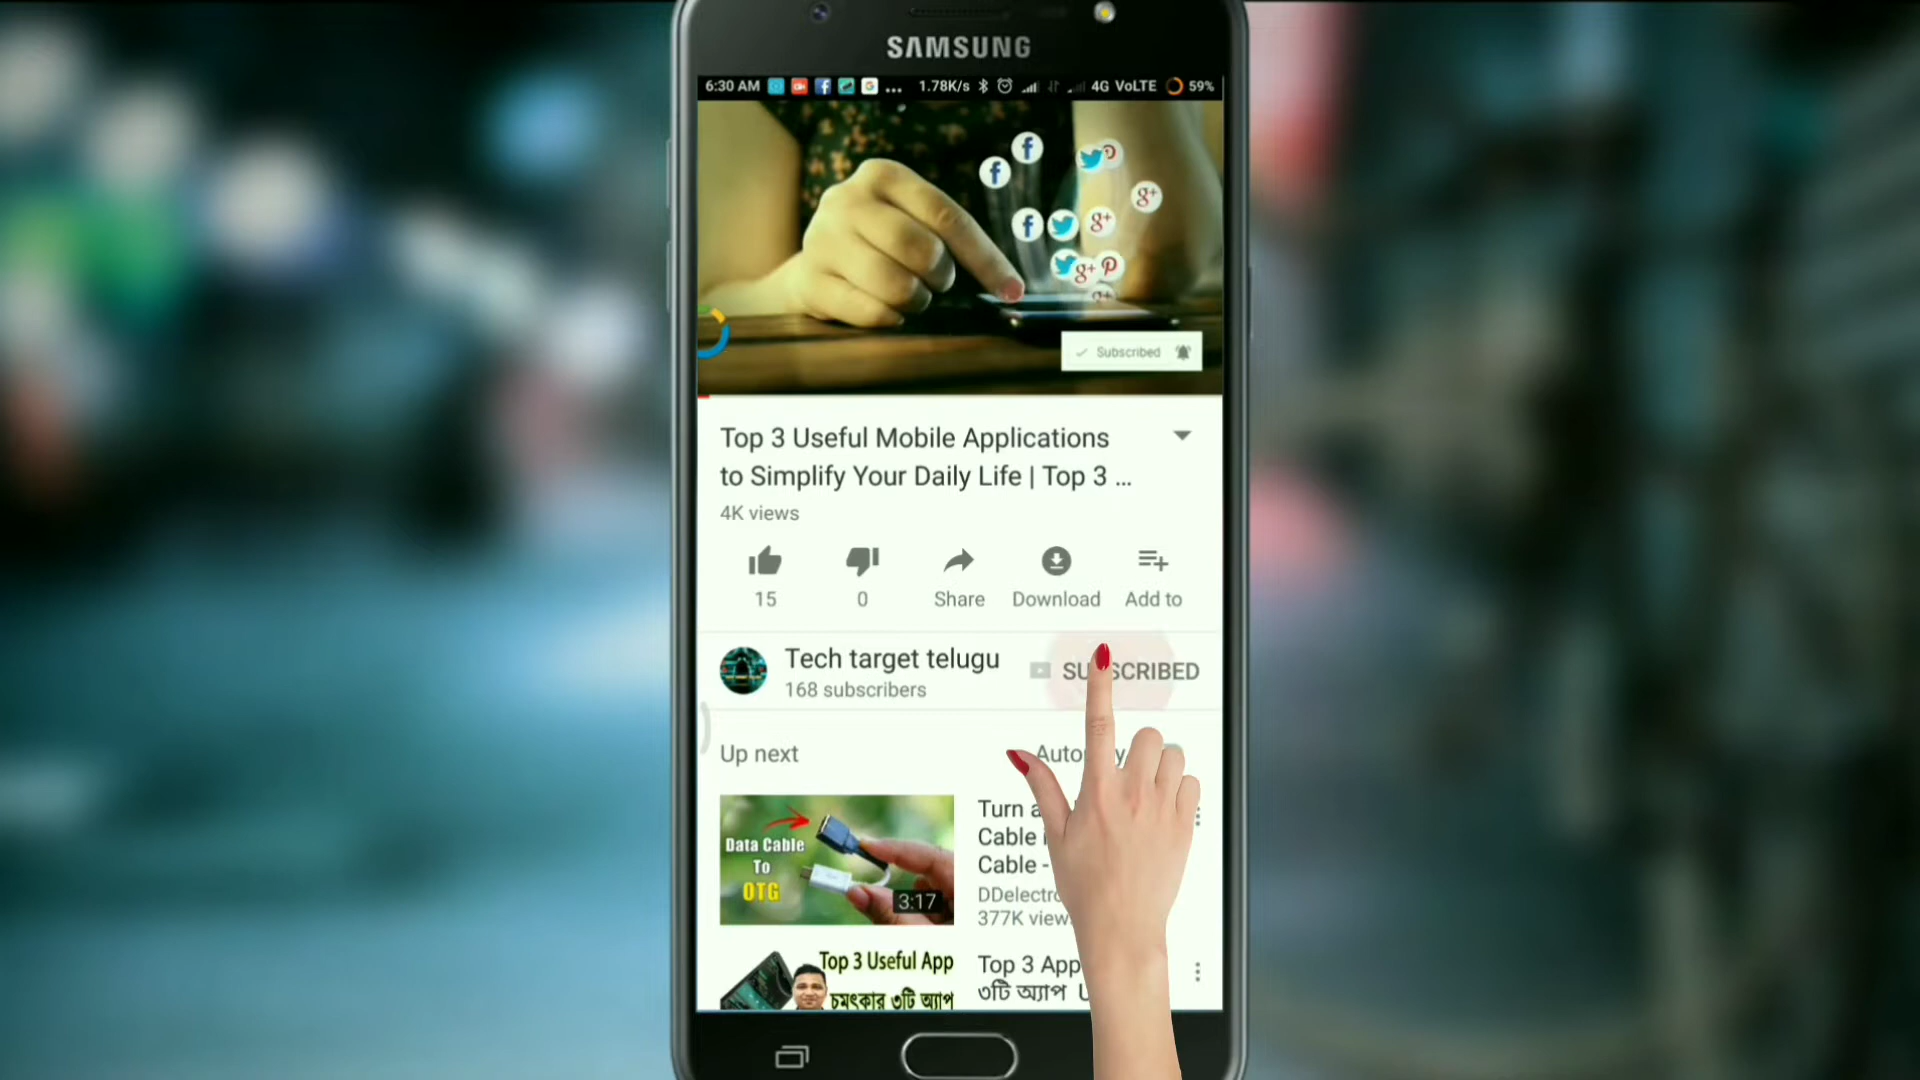 SAMSUNG
6:30 AM ... 1.78K/s 4G VoLTE 59%
Subscribed
Top 3 Useful Mobile Applications
to Simplify Your Daily Life | Top 3 ...
4K views
15 0 Share Download Add to
Tech target telugu
168 subscribers
SUBSCRIBED
Up next
Data Cable
To
OTG
3:17
Turn
Cable
Cable -
377K
Top 3 Useful App
চমৎকার ৩টি অ্যাপ
Top 3 App
৩টি অ্যাপ